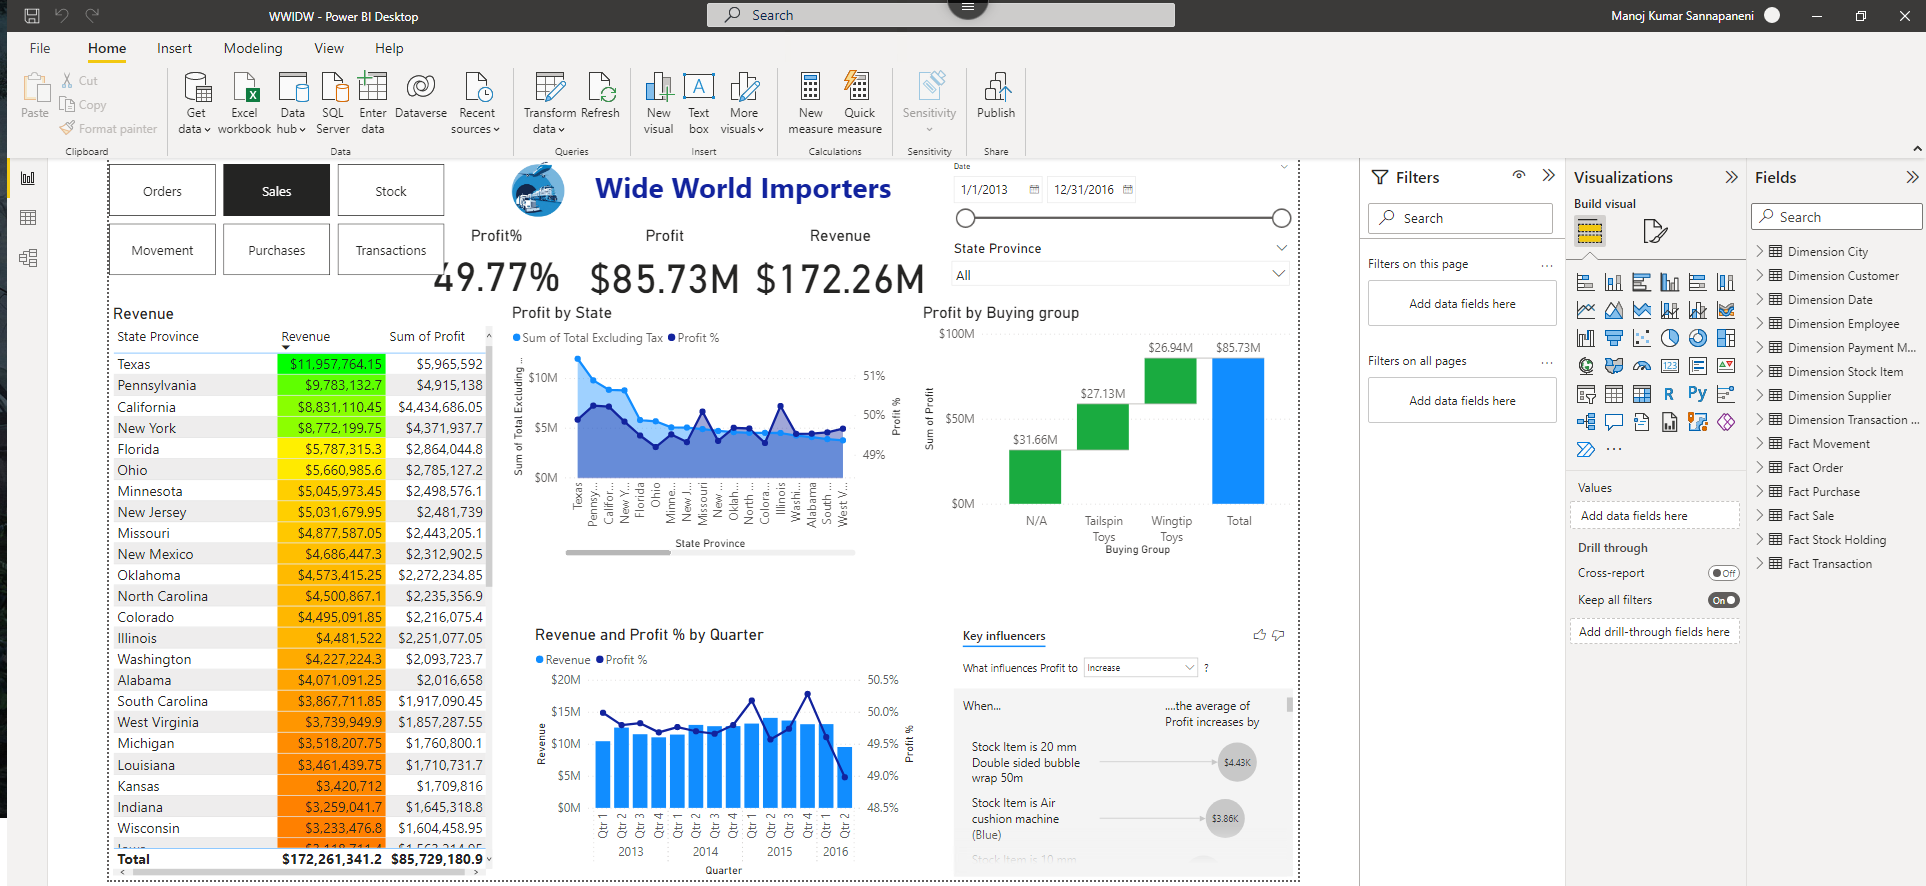 WWIDW - Power BI Desktop
Search
Manoj Kumar Sannapaneni
File Home Insert Modeling View Help
Paste
Cut
Copy
Format painter
Clipboard
Get data
Excel workbook
Data hub
SQL Server
Enter data
Dataverse
Recent sources
Data
Transform data
Refresh
Queries
New visual
Text box
More visuals
Insert
New measure
Quick measure
Calculations
Sensitivity
Sensitivity
Publish
Share
Orders Sales Stock
Movement Purchases Transactions
Wide World Importers
Profit% Profit Revenue
49.77% $85.73M $172.26M
Date
1/1/2013 12/31/2016
State Province
All
Revenue
State Province Revenue Sum of Profit
Texas $11,957,764.15 $5,965,592
Pennsylvania $9,783,132.7 $4,915,138
California $8,831,110.45 $4,434,686.05
New York $8,772,199.75 $4,371,937.7
Florida $5,787,315.3 $2,864,044.8
Ohio $5,660,985.6 $2,785,127.2
Minnesota $5,045,973.45 $2,498,576.1
New Jersey $5,031,679.95 $2,481,739
Missouri $4,877,587.05 $2,443,205.1
New Mexico $4,686,447.3 $2,312,902.5
Oklahoma $4,573,415.25 $2,272,234.85
North Carolina $4,500,867.1 $2,235,356.9
Colorado $4,495,091.85 $2,216,075.4
Illinois $4,481,522 $2,251,077.05
Washington $4,227,224.3 $2,093,723.7
Alabama $4,071,091.25 $2,016,658
South Carolina $3,867,711.85 $1,917,090.45
West Virginia $3,739,949.9 $1,857,287.55
Michigan $3,518,207.75 $1,760,800.1
Louisiana $3,461,439.75 $1,710,731.7
Kansas $3,420,712 $1,709,816
Indiana $3,259,041.7 $1,645,318.8
Wisconsin $3,233,476.8 $1,604,458.95
Total $172,261,341.2 $85,729,180.9
Profit by State
Sum of Total Excluding Tax Profit %
Sum of Total Excluding ...
$10M
$5M
$0M
51%
50%
49%
Profit %
Texas
Pennsy...
Califor...
New Y...
Florida
Ohio
Minne...
New J...
Missouri
New ...
Oklah...
North ...
Colora...
Illinois
Washi...
Alabama
South ...
West V...
State Province
Profit by Buying group
Sum of Profit
$100M
$50M
$0M
$31.66M
$27.13M
$26.94M
$85.73M
N/A
Tailspin Toys
Wingtip Toys
Total
Buying Group
Revenue and Profit % by Quarter
Revenue Profit %
Revenue
$20M
$15M
$10M
$5M
$0M
50.5%
50.0%
49.5%
49.0%
48.5%
Profit %
Qtr 1 Qtr 2 Qtr 3 Qtr 4 Qtr 1 Qtr 2 Qtr 3 Qtr 4 Qtr 1 Qtr 2 Qtr 3 Qtr 4 Qtr 1 Qtr 2
2013 2014 2015 2016
Quarter
Key influencers
What influences Profit to Increase ?
When...
....the average of
Profit increases by
Stock Item is 20 mm
Double sided bubble
wrap 50m
$4.43K
Stock Item is Air
cushion machine
(Blue)
$3.86K
Stock Item is 10 mm
Filters
Search
Filters on this page
...
Add data fields here
Filters on all pages
...
Add data fields here
Visualizations
Build visual
123
R
Py
...
Values
Add data fields here
Drill through
Cross-report Off
Keep all filters On
Add drill-through fields here
Fields
Search
Dimension City
Dimension Customer
Dimension Date
Dimension Employee
Dimension Payment M...
Dimension Stock Item
Dimension Supplier
Dimension Transaction ...
Fact Movement
Fact Order
Fact Purchase
Fact Sale
Fact Stock Holding
Fact Transaction